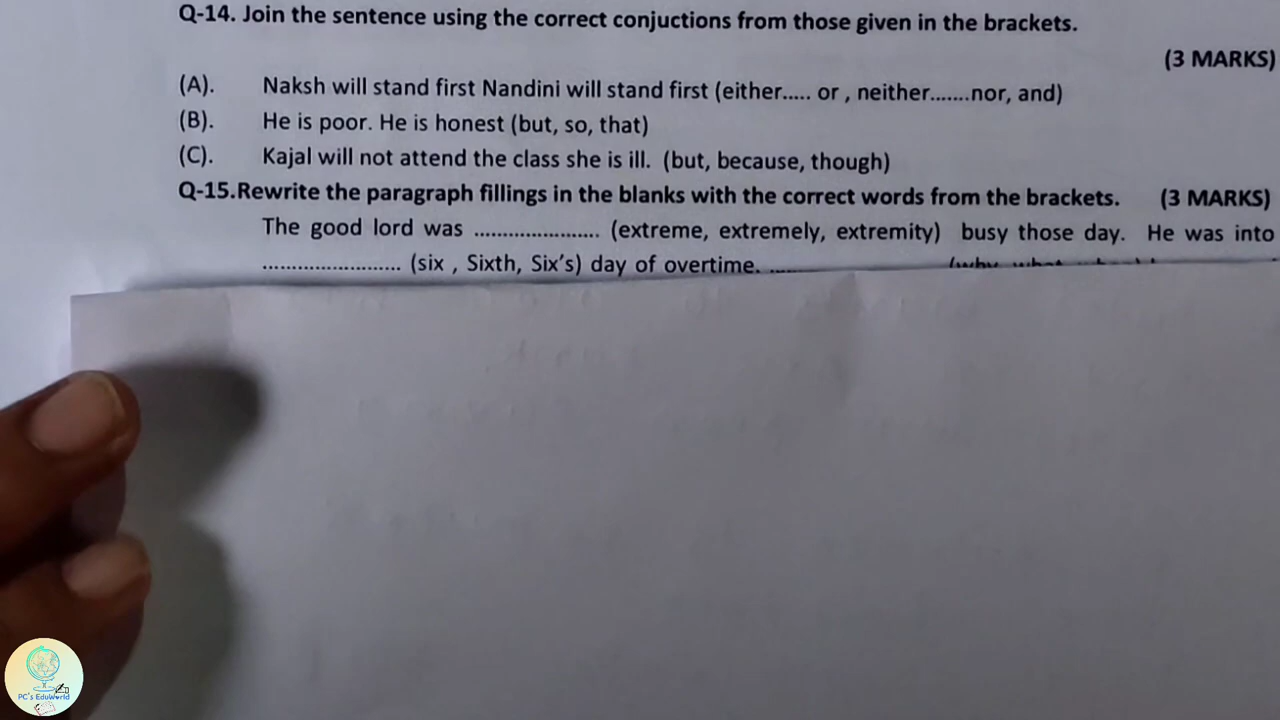 Q-14. Join the sentence using the correct conjuctions from those given in the brackets.
(3 MARKS)
(A). Naksh will stand first Nandini will stand first (either..... or , neither.......nor, and)
(B). He is poor. He is honest (but, so, that)
(C). Kajal will not attend the class she is ill. (but, because, though)
Q-15.Rewrite the paragraph fillings in the blanks with the correct words from the brackets. (3 MARKS)
The good lord was ...................... (extreme, extremely, extremity) busy those day. He was into
........................ (six , Sixth, Six's) day of overtime. .........
PC's EduWorld